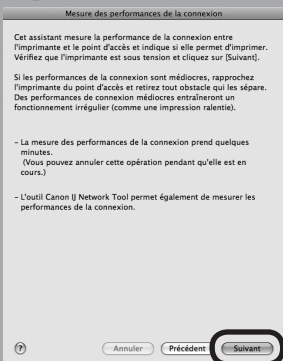 Mesure des performances de la connexion
Cet assistant mesure la performance de la connexion entre
l'imprimante et le point d'accès et indique si elle permet d'imprimer.
Vérifiez que l'imprimante est sous tension et cliquez sur [Suivant].
Si les performances de la connexion sont médiocres, rapprochez
l'imprimante du point d'accès et retirez tout obstacle qui les sépare.
Des performances de connexion médiocres entraîneront un
fonctionnement irrégulier (comme une impression ralentie).
– La mesure des performances de la connexion prend quelques
minutes.
(Vous pouvez annuler cette opération pendant qu'elle est en
cours.)
– L'outil Canon IJ Network Tool permet également de mesurer les
performances de la connexion.
? Annuler Précédent Suivant